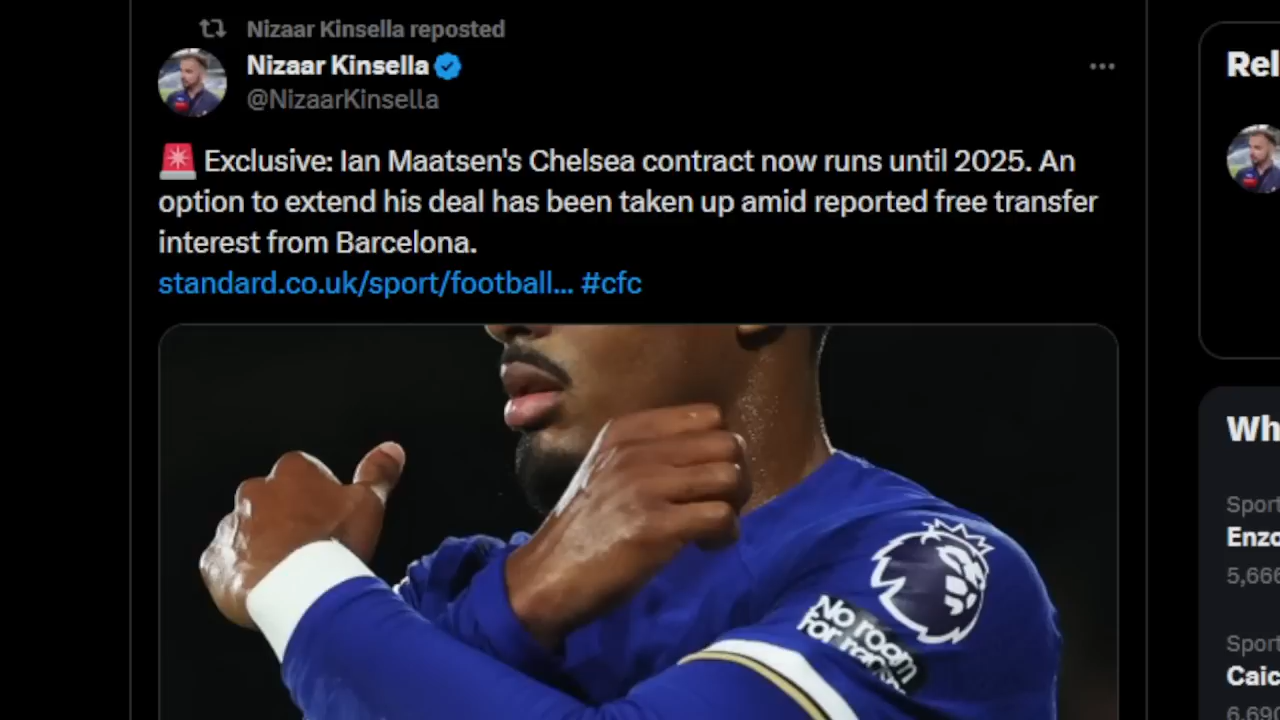 Nizaar Kinsella reposted
Nizaar Kinsella
@NizaarKinsella
🚨 Exclusive: Ian Maatsen's Chelsea contract now runs until 2025. An
option to extend his deal has been taken up amid reported free transfer
interest from Barcelona.
standard.co.uk/sport/football... #cfc
No room
For
Rel
Wh
Sport
Enzo
5,666
Sport
Caic
6,690